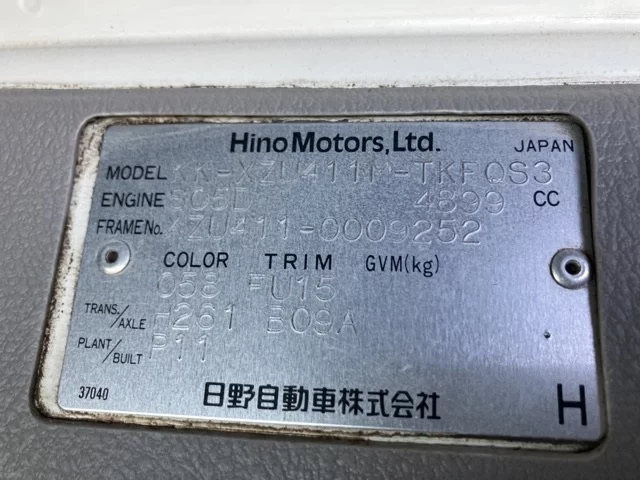 Hino Motors, Ltd. JAPAN
MODEL KK-XZU411M-TKFQS3
ENGINE S05D 4899 CC
FRAME No. XZU411-0009252
COLOR TRIM GVM(kg)
058 FU15
TRANS./AXLE H261 B09A
PLANT/BUILT P11
37040 日野自動車株式会社 H